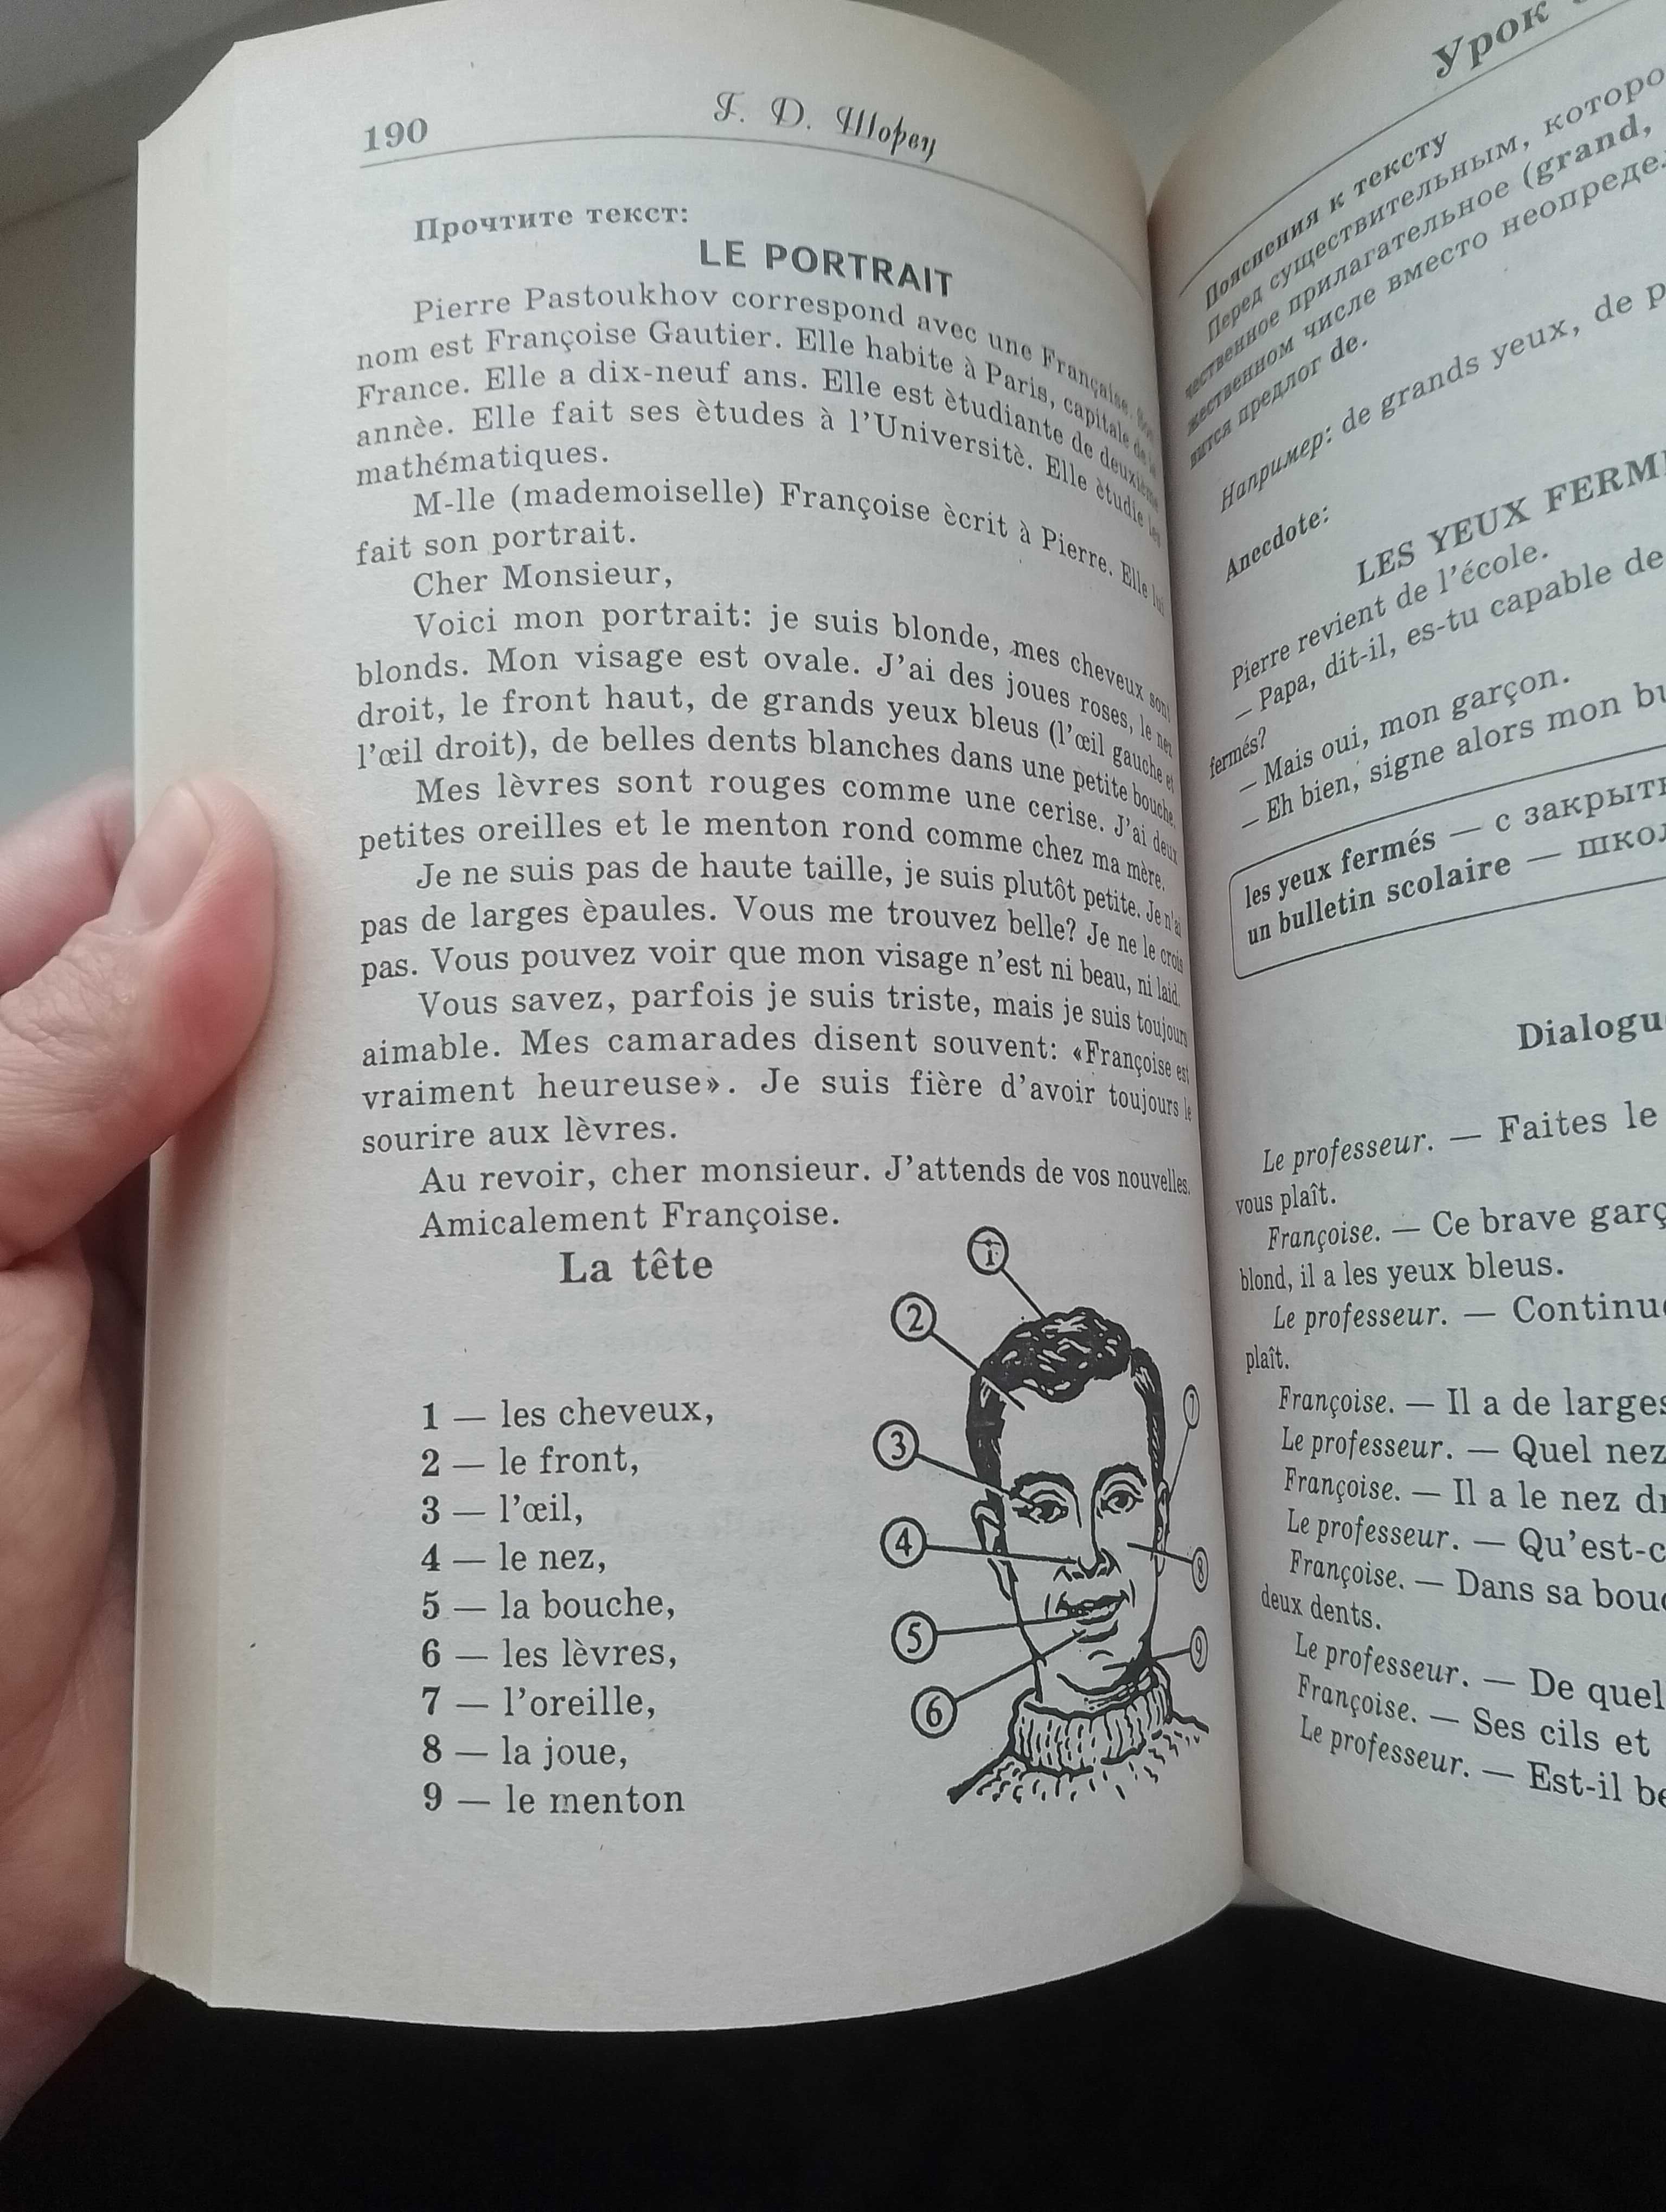 190
Г. Д. Шорец
Прочтите текст:
LE PORTRAIT
Pierre Pastoukhov correspond avec une Française. Son
nom est Françoise Gautier. Elle habite à Paris, capitale de la
France. Elle a dix-neuf ans. Elle est ètudiante de deuxième
annèe. Elle fait ses ètudes à l'Universitè. Elle ètudie les
mathématiques.
M-lle (mademoiselle) Françoise ècrit à Pierre. Elle lui
fait son portrait.
Cher Monsieur,
Voici mon portrait: je suis blonde, mes cheveux sont
blonds. Mon visage est ovale. J'ai des joues roses, le nez
droit, le front haut, de grands yeux bleus (l'œil gauche et
l'œil droit), de belles dents blanches dans une petite bouche.
Mes lèvres sont rouges comme une cerise. J'ai deux
petites oreilles et le menton rond comme chez ma mère.
Je ne suis pas de haute taille, je suis plutôt petite. Je n'ai
pas de larges èpaules. Vous me trouvez belle? Je ne le crois
pas. Vous pouvez voir que mon visage n'est ni beau, ni laid.
Vous savez, parfois je suis triste, mais je suis toujours
aimable. Mes camarades disent souvent: «Françoise est
vraiment heureuse». Je suis fière d'avoir toujours le
sourire aux lèvres.
Au revoir, cher monsieur. J'attends de vos nouvelles.
Amicalement Françoise.
La tête
1 — les cheveux,
2 — le front,
3 — l'œil,
4 — le nez,
5 — la bouche,
6 — les lèvres,
7 — l'oreille,
8 — la joue,
9 — le menton
1
2
3
4
5
6
7
8
9
Урок
Пояснения к тексту
Перед существительным, которо
чественное прилагательное (grand,
жественном числе вместо неопредел
вится предлог de.
Например: de grands yeux, de p
Anecdote:
LES YEUX FERM
Pierre revient de l'école.
— Papa, dit-il, es-tu capable de
fermés?
— Mais oui, mon garçon.
— Eh bien, signe alors mon bu
les yeux fermés — с закрыт
un bulletin scolaire — школ
Dialogu
Le professeur. — Faites le
vous plaît.
Françoise. — Ce brave garç
blond, il a les yeux bleus.
Le professeur. — Continu
plaît.
Françoise. — Il a de larges
Le professeur. — Quel nez
Françoise. — Il a le nez d
Le professeur. — Qu'est-c
Françoise. — Dans sa bou
deux dents.
Le professeur. — De quel
Françoise. — Ses cils et
Le professeur. — Est-il be